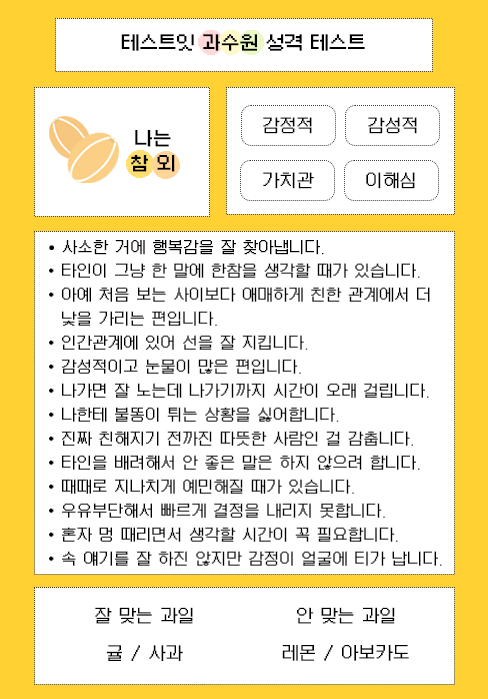 테스트잇 과수원 성격 테스트
나는
참외
감정적 감성적
가치관 이해심
• 사소한 거에 행복감을 잘 찾아냅니다.
• 타인이 그냥 한 말에 한참을 생각할 때가 있습니다.
• 아예 처음 보는 사이보다 애매하게 친한 관계에서 더
낯을 가리는 편입니다.
• 인간관계에 있어 선을 잘 지킵니다.
• 감성적이고 눈물이 많은 편입니다.
• 나가면 잘 노는데 나가기까지 시간이 오래 걸립니다.
• 나한테 불똥이 튀는 상황을 싫어합니다.
• 진짜 친해지기 전까진 따뜻한 사람인 걸 감춥니다.
• 타인을 배려해서 안 좋은 말은 하지 않으려 합니다.
• 때때로 지나치게 예민해질 때가 있습니다.
• 우유부단해서 빠르게 결정을 내리지 못합니다.
• 혼자 멍 때리면서 생각할 시간이 꼭 필요합니다.
• 속 얘기를 잘 하진 않지만 감정이 얼굴에 티가 납니다.
잘 맞는 과일 안 맞는 과일
귤 / 사과 레몬 / 아보카도